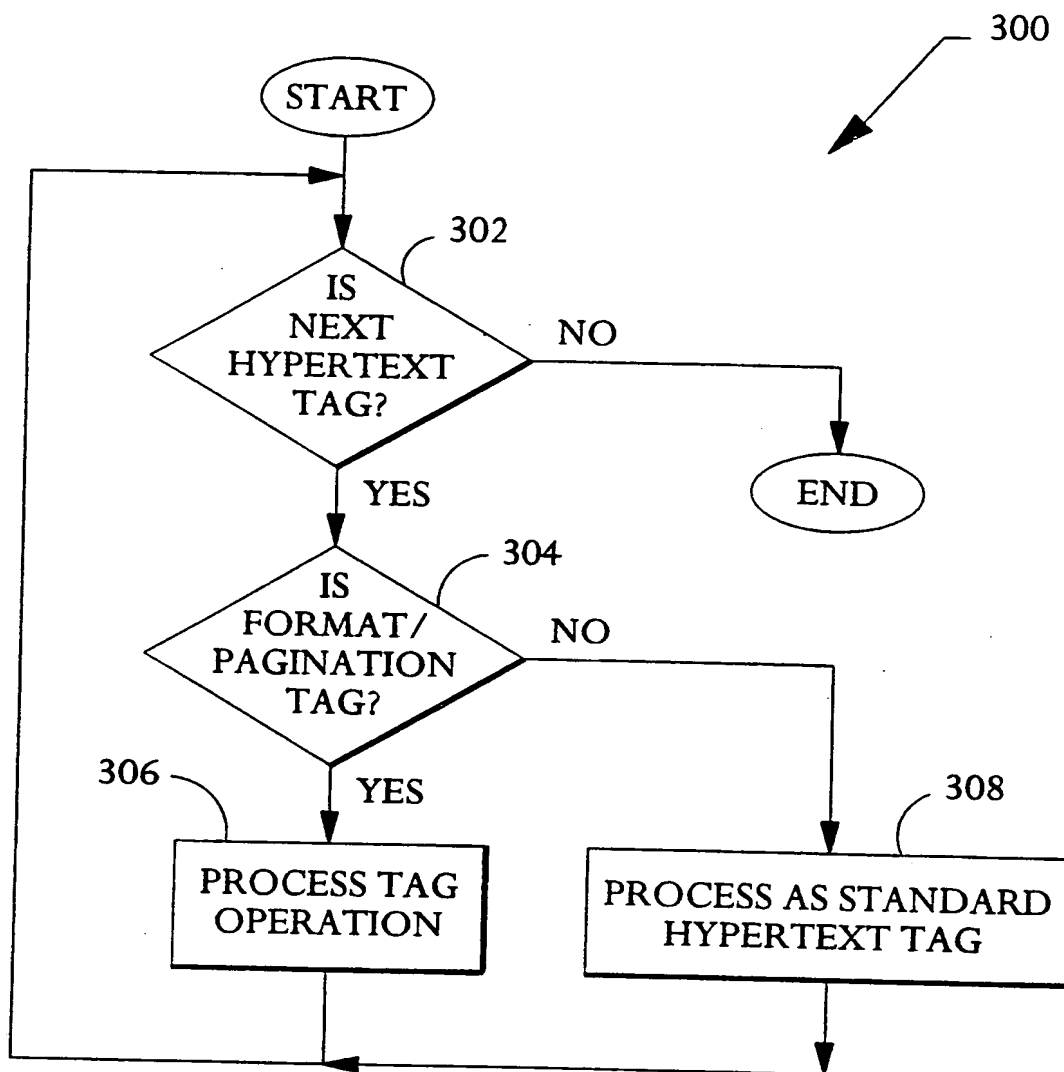 300
START
302
IS
NEXT
HYPERTEXT
TAG?
NO
END
YES
304
IS
FORMAT/
PAGINATION
TAG?
NO
306
YES
308
PROCESS TAG
OPERATION
PROCESS AS STANDARD
HYPERTEXT TAG